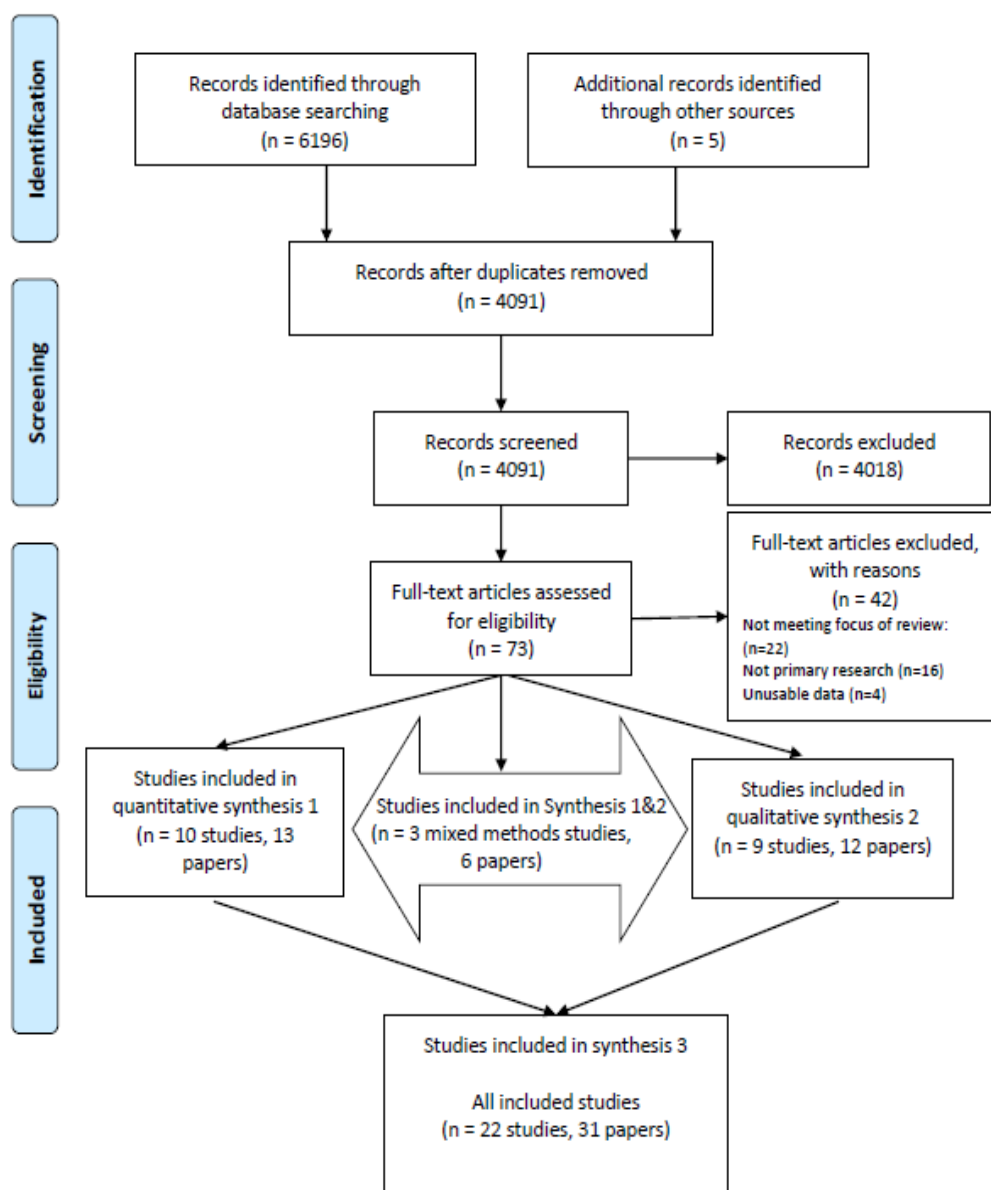 Identification
Records identified through
database searching
(n = 6196)
Additional records identified
through other sources
(n = 5)
Screening
Records after duplicates removed
(n = 4091)
Records screened
(n = 4091)
Records excluded
(n = 4018)
Eligibility
Full-text articles assessed
for eligibility
(n = 73)
Full-text articles excluded,
with reasons
(n = 42)
Not meeting focus of review:
(n=22)
Not primary research (n=16)
Unusable data (n=4)
Included
Studies included in
quantitative synthesis 1
(n = 10 studies, 13
papers)
Studies included in Synthesis 1&2
(n = 3 mixed methods studies,
6 papers)
Studies included in
qualitative synthesis 2
(n = 9 studies, 12 papers)
Studies included in synthesis 3
All included studies
(n = 22 studies, 31 papers)